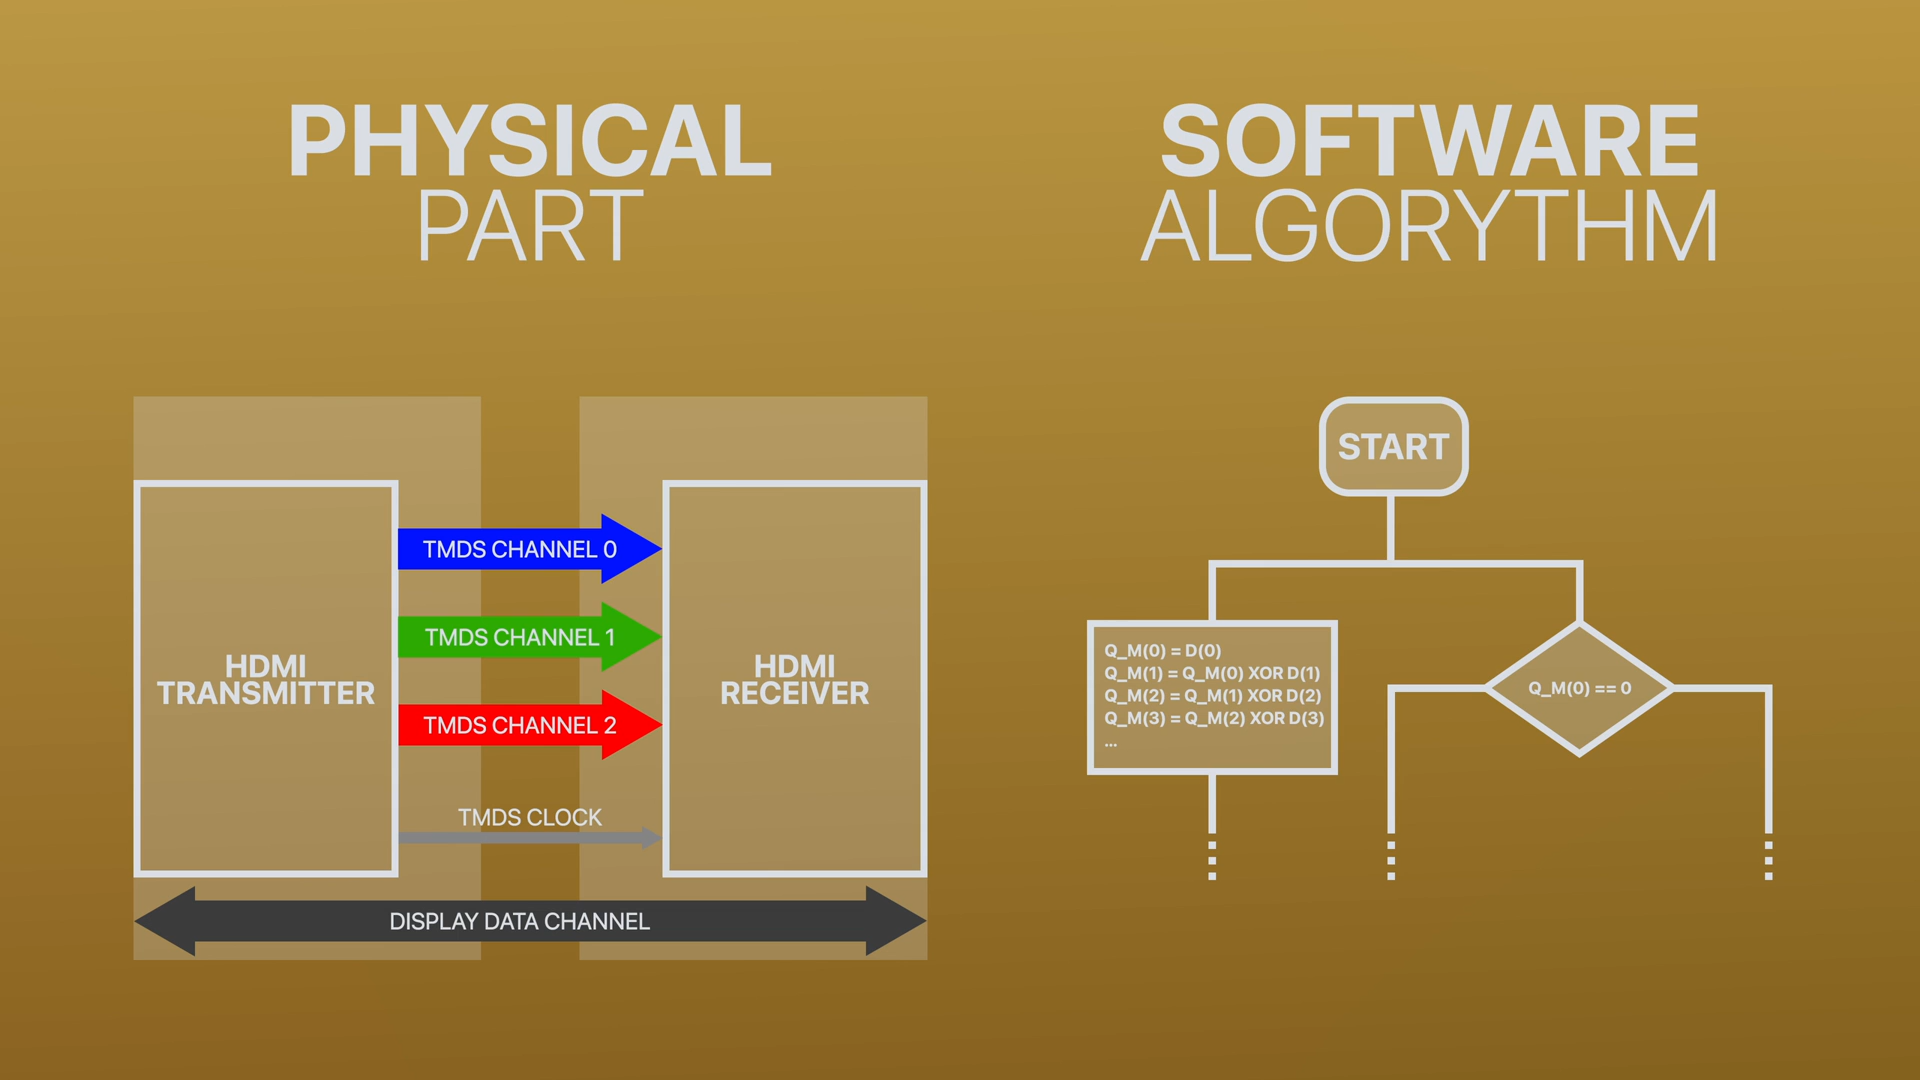 PHYSICAL
PART
SOFTWARE
ALGORYTHM
HDMI
TRANSMITTER
TMDS CHANNEL 0
TMDS CHANNEL 1
TMDS CHANNEL 2
TMDS CLOCK
HDMI
RECEIVER
DISPLAY DATA CHANNEL
START
Q_M(0) = D(0)
Q_M(1) = Q_M(0) XOR D(1)
Q_M(2) = Q_M(1) XOR D(2)
Q_M(3) = Q_M(2) XOR D(3)
...
Q_M(0) == 0